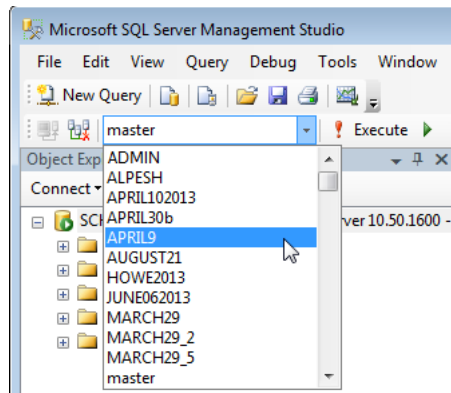 Microsoft SQL Server Management Studio
File Edit View Query Debug Tools Window
New Query
master Execute
Object Exp
Connect
SCH ver 10.50.1600 -
ADMIN
ALPESH
APRIL102013
APRIL30b
APRIL9
AUGUST21
HOWE2013
JUNE062013
MARCH29
MARCH29_2
MARCH29_5
master